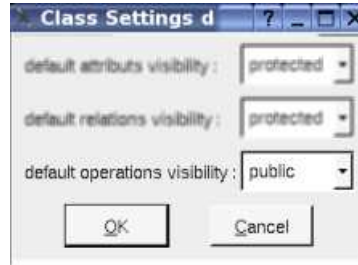 Class Settings d
default attributs visibility : protected
default relations visibility : protected
default operations visibility : public
OK Cancel